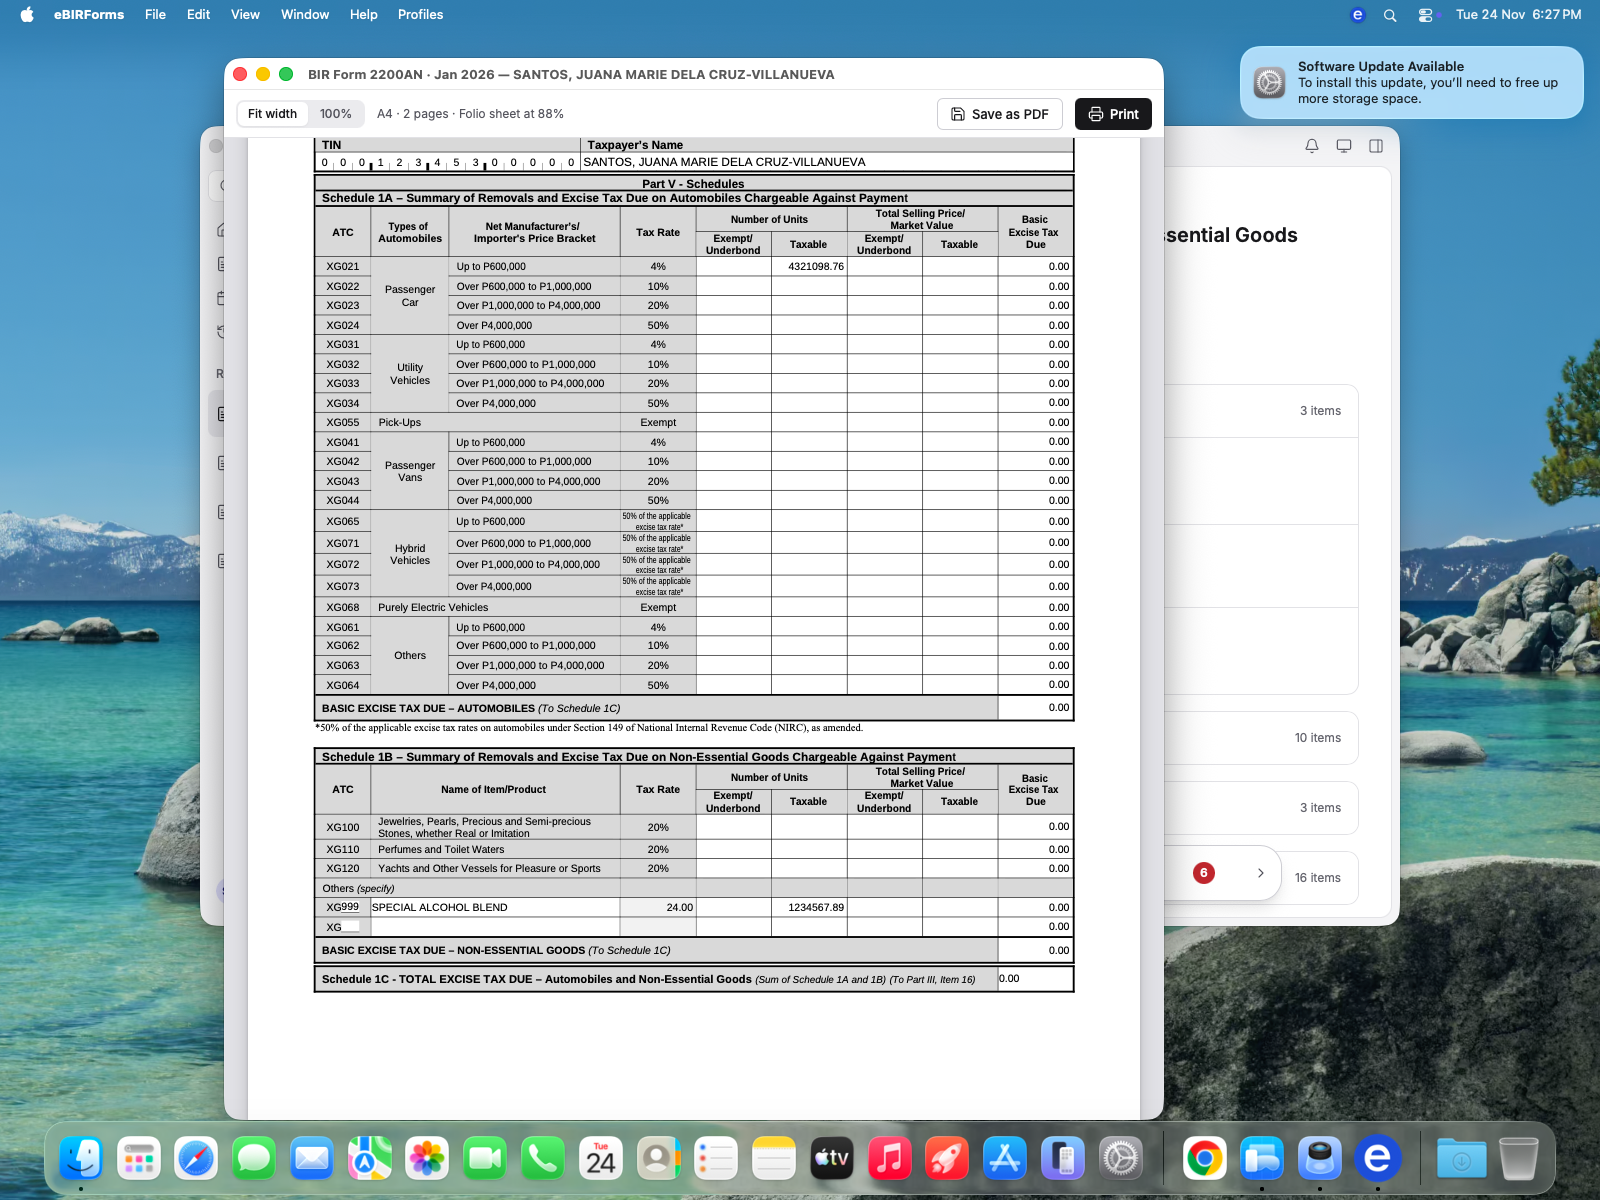 eBIRForms File Edit View Window Help Profiles
e Tue 24 Nov 6:27 PM
Software Update Available
To install this update, you'll need to free up
more storage space.
BIR Form 2200AN · Jan 2026 — SANTOS, JUANA MARIE DELA CRUZ-VILLANUEVA
Fit width 100% A4 · 2 pages · Folio sheet at 88% Save as PDF Print
TIN Taxpayer's Name
0 0 0 1 2 3 4 5 3 0 0 0 0 0 SANTOS, JUANA MARIE DELA CRUZ-VILLANUEVA
Part V - Schedules
Schedule 1A – Summary of Removals and Excise Tax Due on Automobiles Chargeable Against Payment
ATC Types of Automobiles Net Manufacturer's/ Importer's Price Bracket Tax Rate Number of Units Total Selling Price/ Market Value Basic Excise Tax Due
Exempt/ Underbond Taxable Exempt/ Underbond Taxable
XG021 Passenger Car Up to P600,000 4% 4321098.76 0.00
XG022 Over P600,000 to P1,000,000 10% 0.00
XG023 Over P1,000,000 to P4,000,000 20% 0.00
XG024 Over P4,000,000 50% 0.00
XG031 Utility Vehicles Up to P600,000 4% 0.00
XG032 Over P600,000 to P1,000,000 10% 0.00
XG033 Over P1,000,000 to P4,000,000 20% 0.00
XG034 Over P4,000,000 50% 0.00
XG055 Pick-Ups Exempt 0.00
XG041 Passenger Vans Up to P600,000 4% 0.00
XG042 Over P600,000 to P1,000,000 10% 0.00
XG043 Over P1,000,000 to P4,000,000 20% 0.00
XG044 Over P4,000,000 50% 0.00
XG065 Hybrid Vehicles Up to P600,000 50% of the applicable excise tax rate* 0.00
XG071 Over P600,000 to P1,000,000 50% of the applicable excise tax rate* 0.00
XG072 Over P1,000,000 to P4,000,000 50% of the applicable excise tax rate* 0.00
XG073 Over P4,000,000 50% of the applicable excise tax rate* 0.00
XG068 Purely Electric Vehicles Exempt 0.00
XG061 Others Up to P600,000 4% 0.00
XG062 Over P600,000 to P1,000,000 10% 0.00
XG063 Over P1,000,000 to P4,000,000 20% 0.00
XG064 Over P4,000,000 50% 0.00
BASIC EXCISE TAX DUE – AUTOMOBILES (To Schedule 1C) 0.00
*50% of the applicable excise tax rates on automobiles under Section 149 of National Internal Revenue Code (NIRC), as amended.
Schedule 1B – Summary of Removals and Excise Tax Due on Non-Essential Goods Chargeable Against Payment
ATC Name of Item/Product Tax Rate Number of Units Total Selling Price/ Market Value Basic Excise Tax Due
Exempt/ Underbond Taxable Exempt/ Underbond Taxable
XG100 Jewelries, Pearls, Precious and Semi-precious Stones, whether Real or Imitation 20% 0.00
XG110 Perfumes and Toilet Waters 20% 0.00
XG120 Yachts and Other Vessels for Pleasure or Sports 20% 0.00
Others (specify)
XG999 SPECIAL ALCOHOL BLEND 24.00 1234567.89 0.00
XG 0.00
BASIC EXCISE TAX DUE – NON-ESSENTIAL GOODS (To Schedule 1C) 0.00
Schedule 1C - TOTAL EXCISE TAX DUE – Automobiles and Non-Essential Goods (Sum of Schedule 1A and 1B) (To Part III, Item 16) 0.00
ssential Goods
3 items
10 items
3 items
6 16 items
R
Tue
24
tv
e